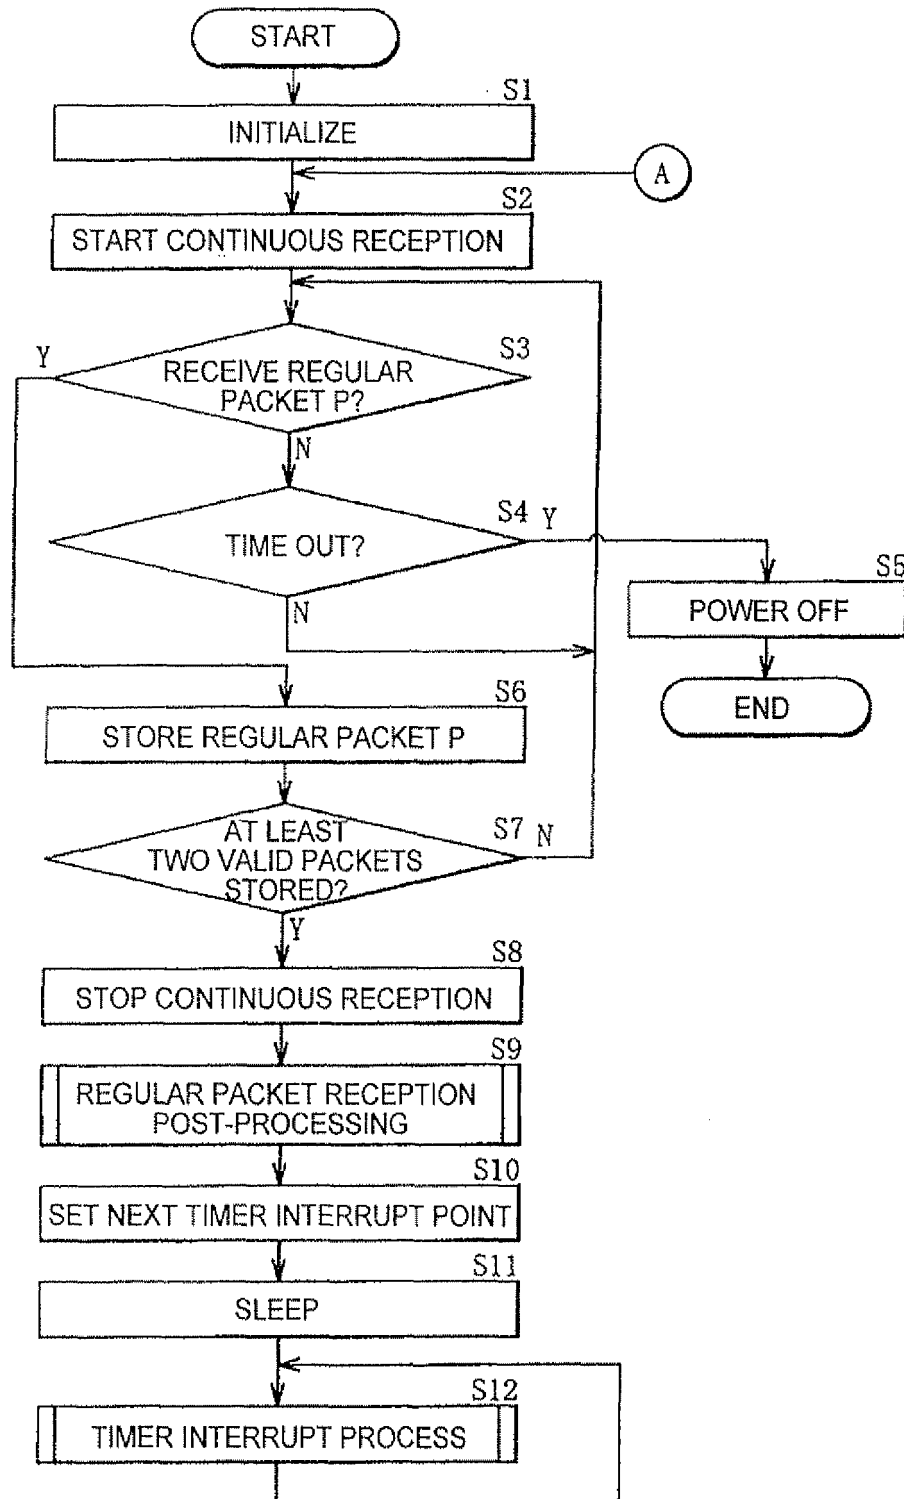 START
S1
INITIALIZE
A
S2
START CONTINUOUS RECEPTION
Y
S3
RECEIVE REGULAR
PACKET P?
N
S4
Y
TIME OUT?
S5
N
POWER OFF
S6
END
STORE REGULAR PACKET P
S7
N
AT LEAST
TWO VALID PACKETS
STORED?
Y
S8
STOP CONTINUOUS RECEPTION
S9
REGULAR PACKET RECEPTION
POST-PROCESSING
S10
SET NEXT TIMER INTERRUPT POINT
S11
SLEEP
S12
TIMER INTERRUPT PROCESS